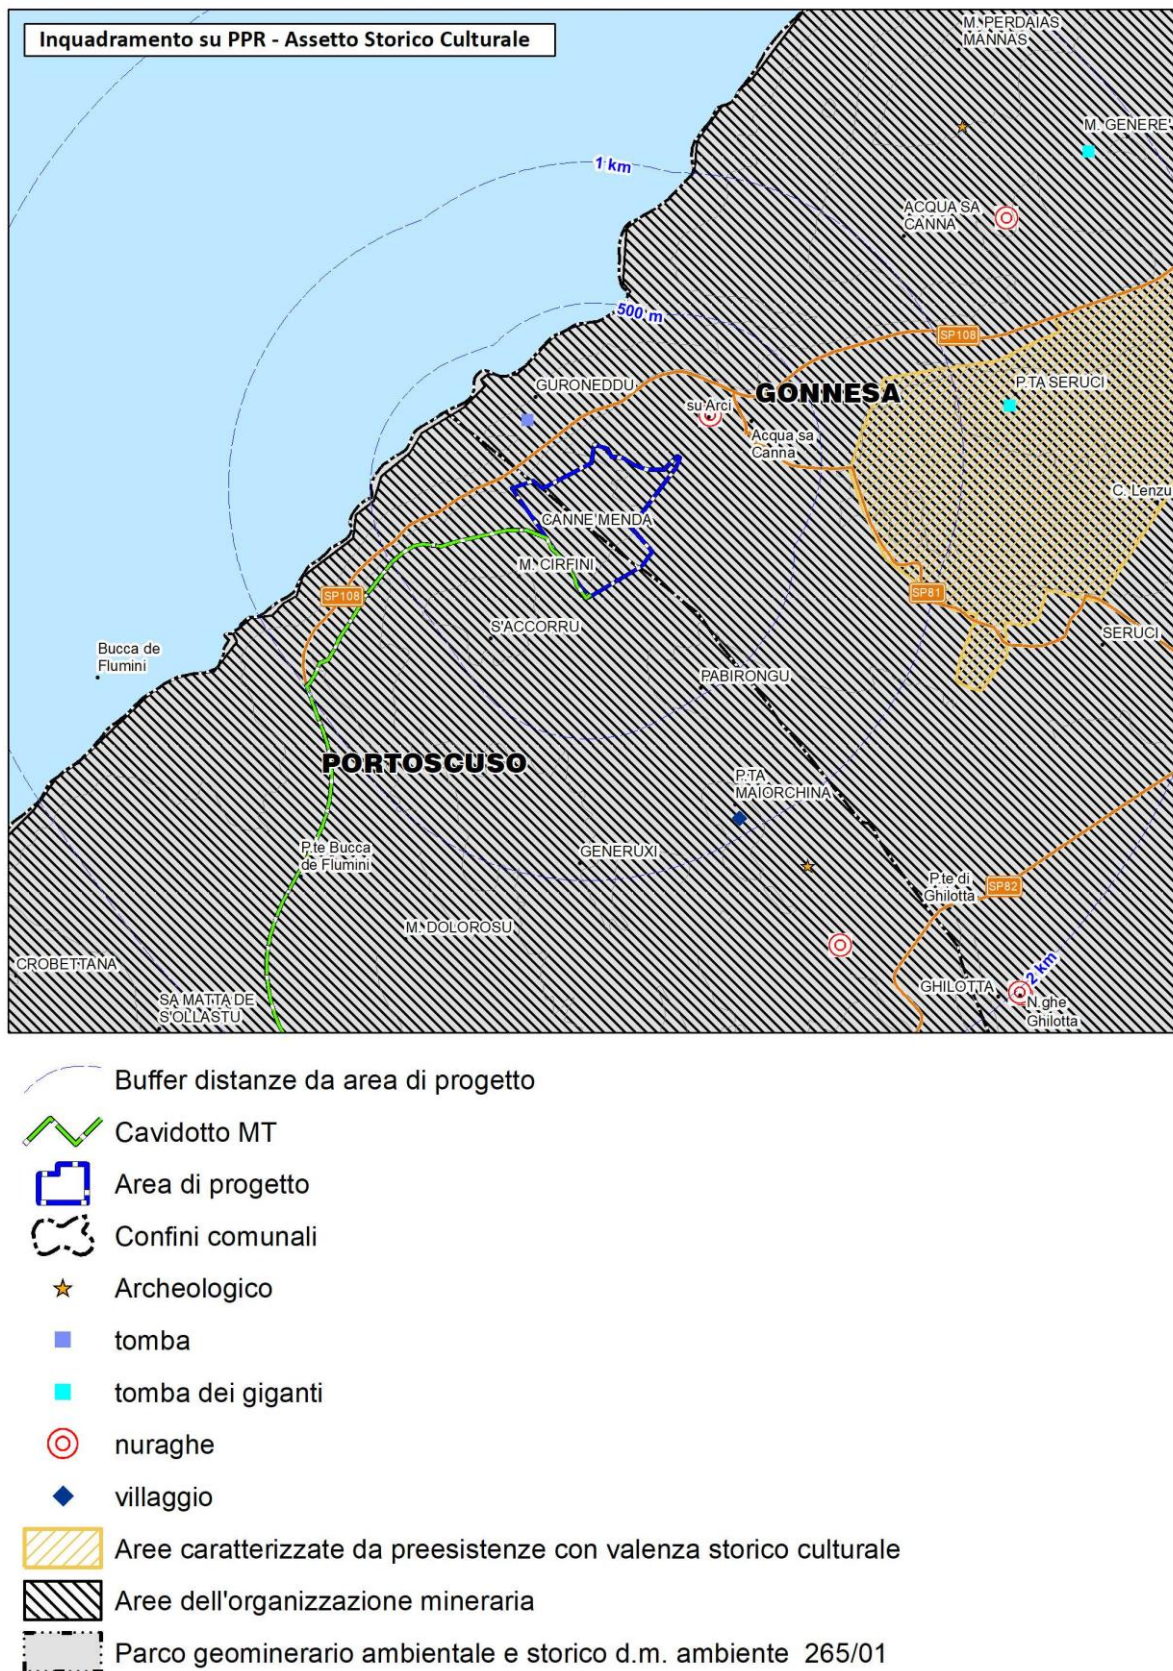 Inquadramento su PPR - Assetto Storico Culturale
M. PERDAIAS
MANNAS
M. GENERE
1 km
ACQUA SA
CANNA
500 m
SP108
GURONEDDU
GONNESA
P.TA SERUCI
su Arci
Acqua sa
Canna
C. Lenzu
CANNE MENDA
M. CIRFINI
SP108
SP81
S'ACCORRU
SERUCI
Bucca de
Flumini
PABIRONGU
PORTOSCUSO
P.TA
MAIORCHINA
P.te Bucca
de Flumini
GENERUXI
P.te di
Ghilotta
SP82
M. DOLOROSU
CROBETTANA
2 km
GHILOTTA
SA MATTA DE
S'OLLASTU
N.ghe
Ghilotta
Buffer distanze da area di progetto
Cavidotto MT
Area di progetto
Confini comunali
Archeologico
tomba
tomba dei giganti
nuraghe
villaggio
Aree caratterizzate da preesistenze con valenza storico culturale
Aree dell'organizzazione mineraria
Parco geominerario ambientale e storico d.m. ambiente 265/01